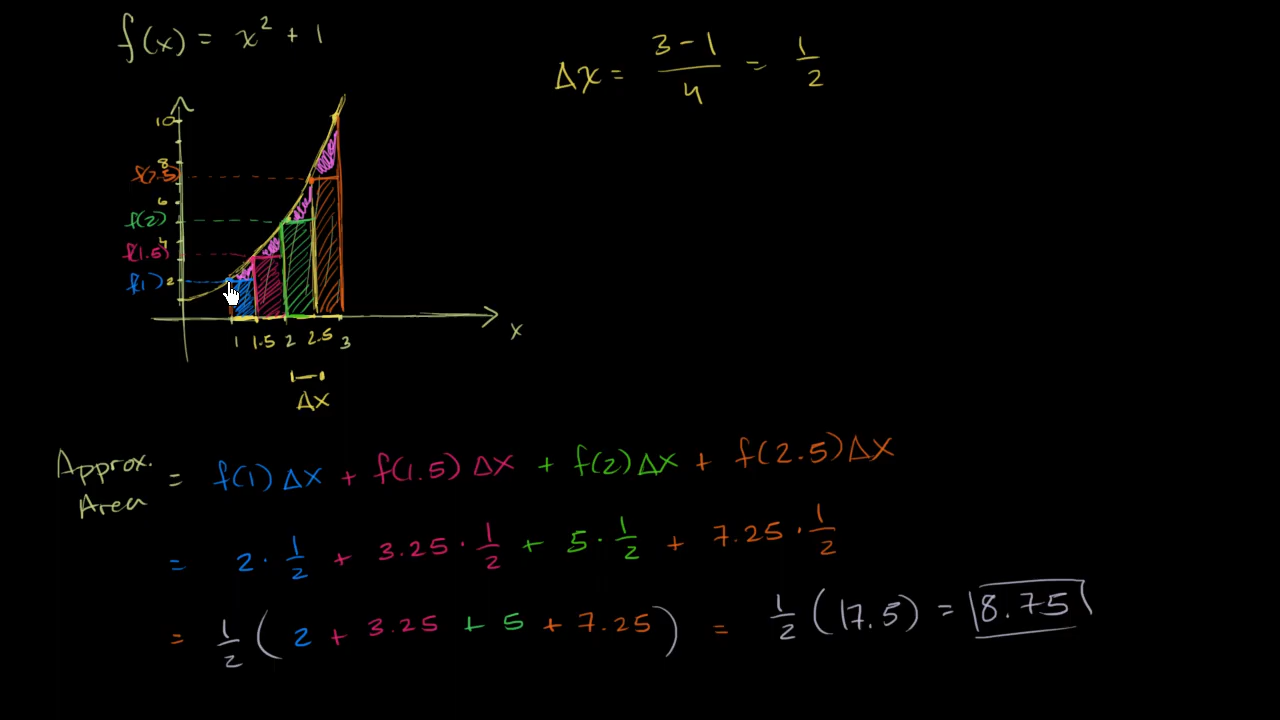 f(x) = x² + 1
Δx = (3 - 1)/4 = 1/2
10
8
f(2.5)
6
f(2)
4
f(1.5)
f(1) 2
1 1.5 2 2.5 3
x
Δx
Approx. Area = f(1) Δx + f(1.5) Δx + f(2) Δx + f(2.5) Δx
= 2 · 1/2 + 3.25 · 1/2 + 5 · 1/2 + 7.25 · 1/2
= 1/2 ( 2 + 3.25 + 5 + 7.25 ) = 1/2 (17.5) = 8.75